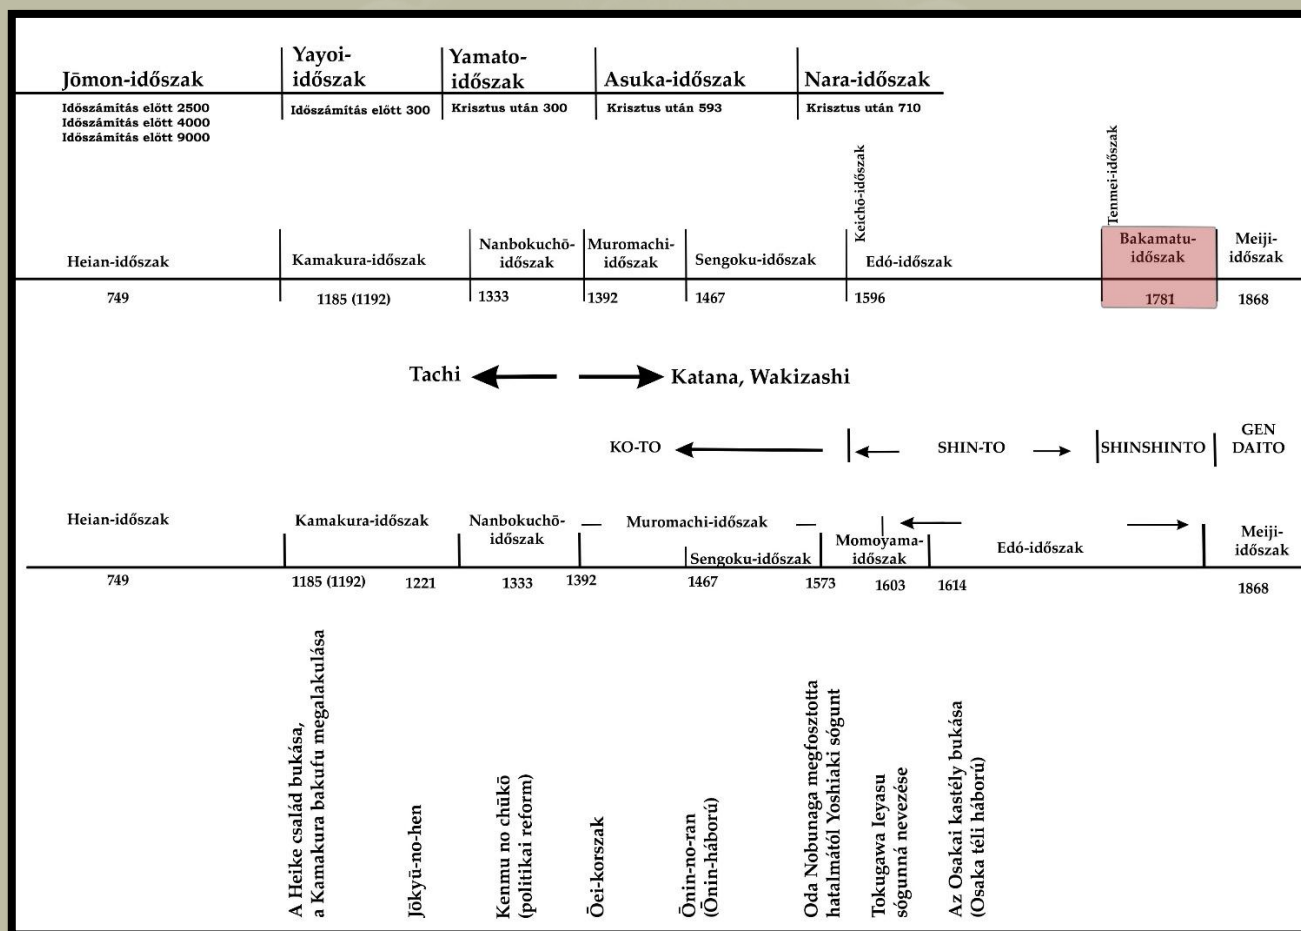 Jōmon-időszak
Időszámítás előtt 2500
Időszámítás előtt 4000
Időszámítás előtt 9000
Yayoi-
időszak
Időszámítás előtt 300
Yamato-
időszak
Krisztus után 300
Asuka-időszak
Krisztus után 593
Nara-időszak
Krisztus után 710
Heian-időszak
749
Kamakura-időszak
1185 (1192)
Nanbokuchō-
időszak
1333
Muromachi-
időszak
1392
Sengoku-időszak
1467
Keichō-időszak
Edó-időszak
1596
Tenmei-időszak
Bakamatu-
időszak
1781
Meiji-
időszak
1868
Tachi
Katana, Wakizashi
KO-TO
SHIN-TO
SHINSHINTO
GEN
DAITO
Heian-időszak
749
Kamakura-időszak
1185 (1192)
1221
Nanbokuchō-
időszak
1333
Muromachi-időszak
1392
Sengoku-időszak
1467
1573
Momoyama-
időszak
1603
Edó-időszak
1614
Meiji-
időszak
1868
A Heike család bukása,
a Kamakura bakufu megalakulása
Jōkyū-no-hen
Kenmu no chūkō
(politikai reform)
Ōei-korszak
Ōnin-no-ran
(Ōnin-háború)
Oda Nobunaga megfosztotta
hatalmától Yoshiaki sógunt
Tokugawa Ieyasu
sógunná nevezése
Az Osakai kastély bukása
(Osaka téli háború)